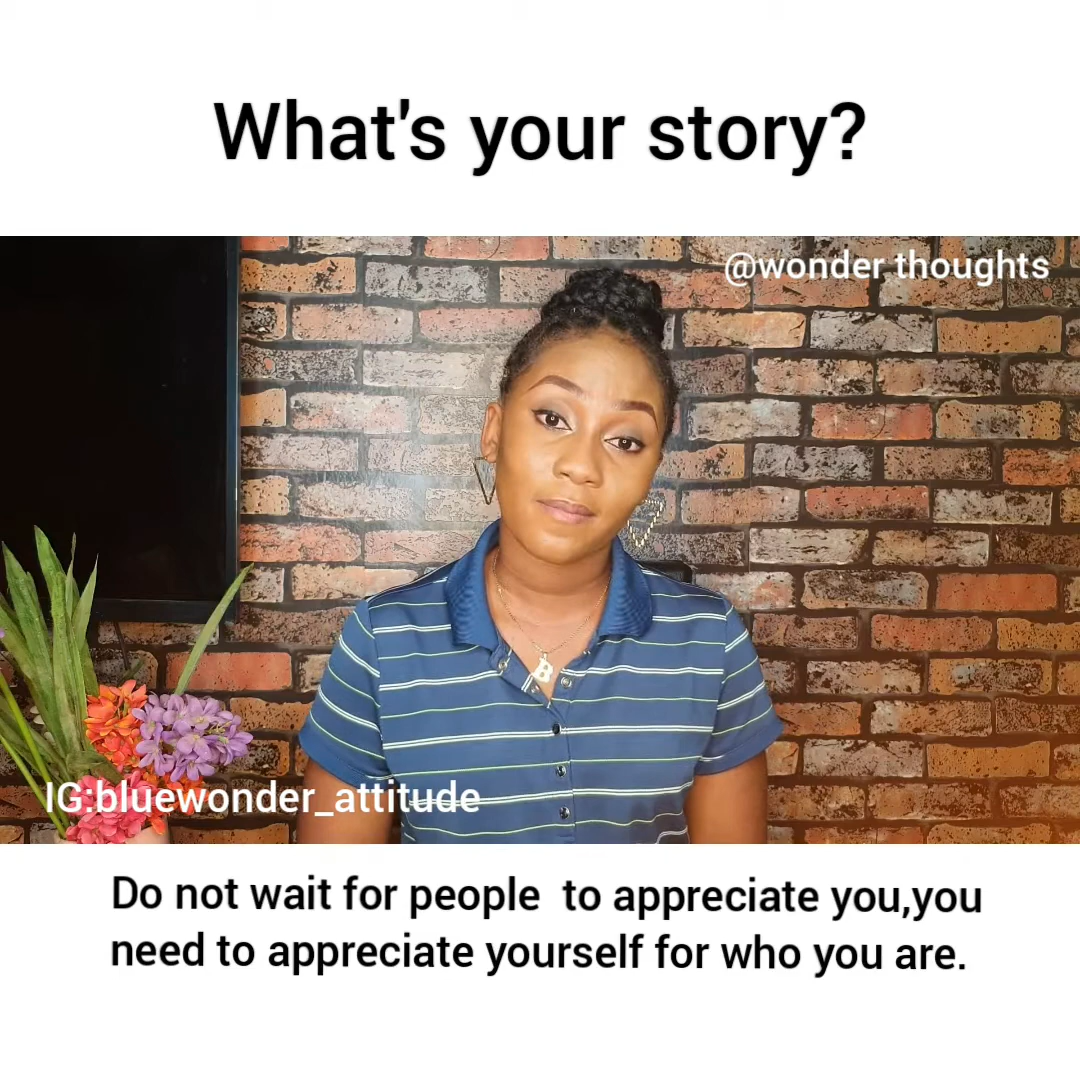 What's your story?
@wonder thoughts
B
IG:bluewonder_attitude
Do not wait for people  to appreciate you,you
need to appreciate yourself for who you are.